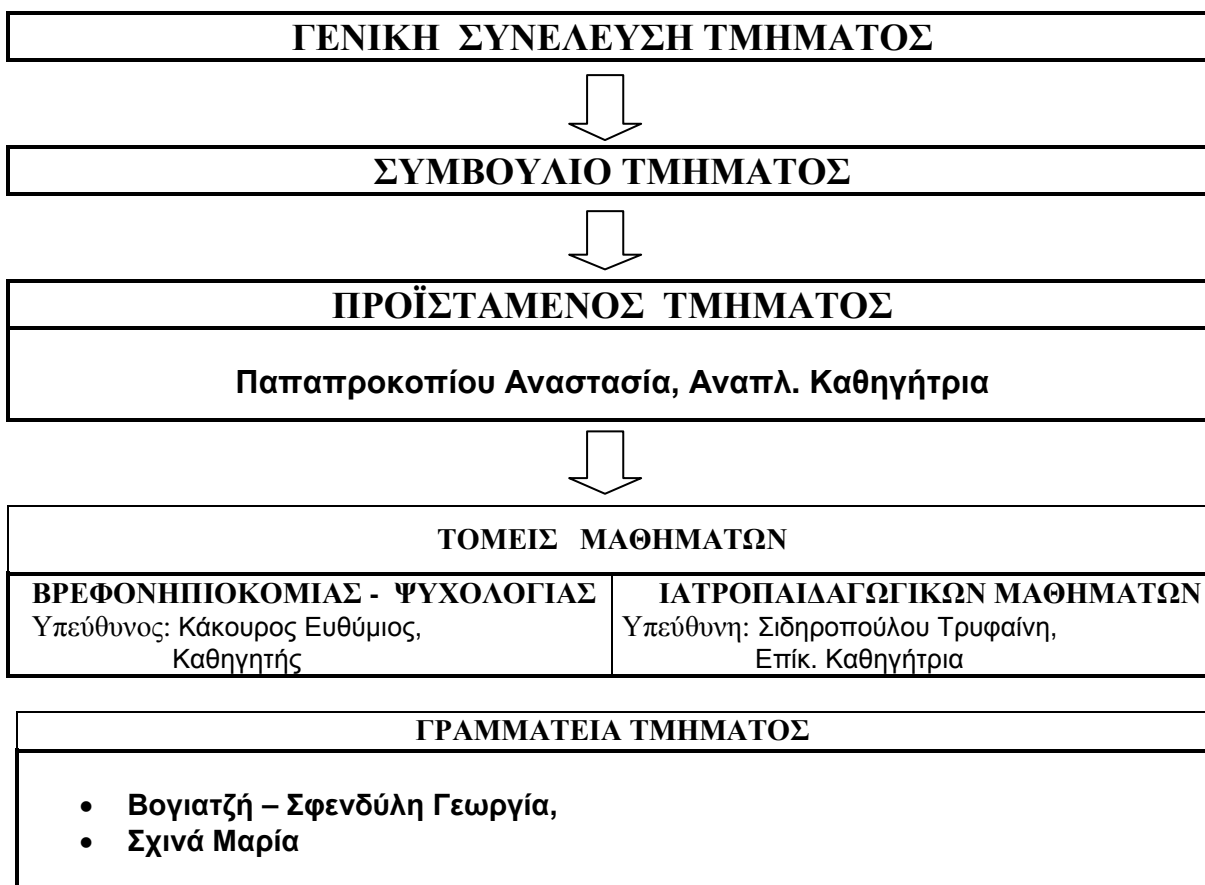 ΓΕΝΙΚΗ ΣΥΝΕΛΕΥΣΗ ΤΜΗΜΑΤΟΣ
ΣΥΜΒΟΥΛΙΟ ΤΜΗΜΑΤΟΣ
ΠΡΟΪΣΤΑΜΕΝΟΣ ΤΜΗΜΑΤΟΣ
Παπαπροκοπίου Αναστασία, Αναπλ. Καθηγήτρια
ΤΟΜΕΙΣ ΜΑΘΗΜΑΤΩΝ
ΒΡΕΦΟΝΗΠΙΟΚΟΜΙΑΣ - ΨΥΧΟΛΟΓΙΑΣ
Υπεύθυνος: Κάκουρος Ευθύμιος,
Καθηγητής
ΙΑΤΡΟΠΑΙΔΑΓΩΓΙΚΩΝ ΜΑΘΗΜΑΤΩΝ
Υπεύθυνη: Σιδηροπούλου Τρυφαίνη,
Επίκ. Καθηγήτρια
ΓΡΑΜΜΑΤΕΙΑ ΤΜΗΜΑΤΟΣ
• Βογιατζή – Σφενδύλη Γεωργία,
• Σχινά Μαρία